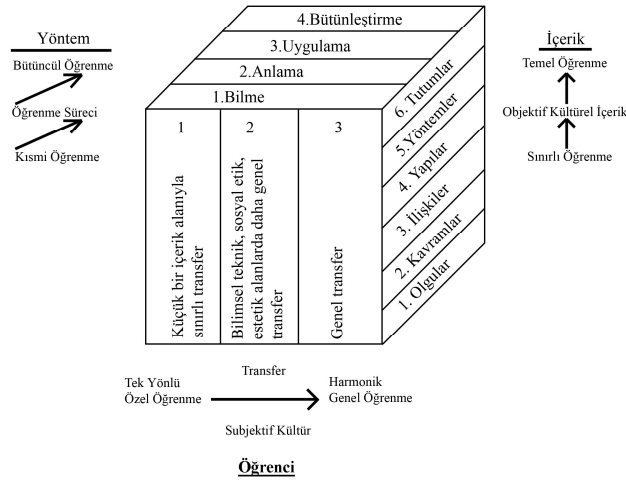 Yöntem
Bütüncül Öğrenme
Öğrenme Süreci
Kısmi Öğrenme
4.Bütünleştirme
3.Uygulama
2.Anlama
1.Bilme
1
2
3
Küçük bir içerik alanıyla
sınırlı transfer
Bilimsel teknik, sosyal etik,
estetik alanlarda daha genel
transfer
Genel transfer
6. Tutumlar
5.Yöntemler
4. Yapılar
3. İlişkiler
2. Kavramlar
1. Olgular
İçerik
Temel Öğrenme
Objektif Kültürel İçerik
Sınırlı Öğrenme
Tek Yönlü
Özel Öğrenme
Transfer
Harmonik
Genel Öğrenme
Subjektif Kültür
Öğrenci